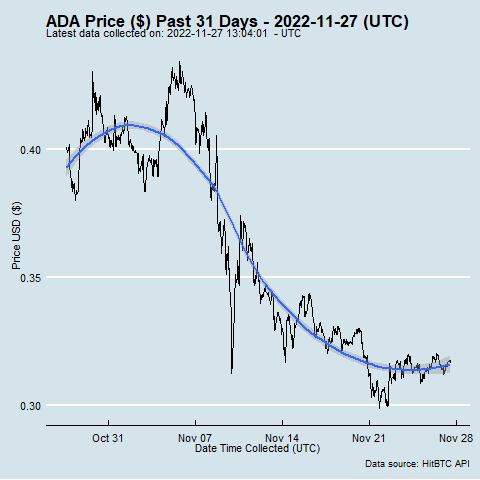 ADA Price ($) Past 31 Days - 2022-11-27 (UTC)
Latest data collected on: 2022-11-27 13:04:01 - UTC
0.40
0.35
0.30
Price USD ($)
Oct 31 Nov 07 Nov 14 Nov 21 Nov 28
Date Time Collected (UTC)
Data source: HitBTC API